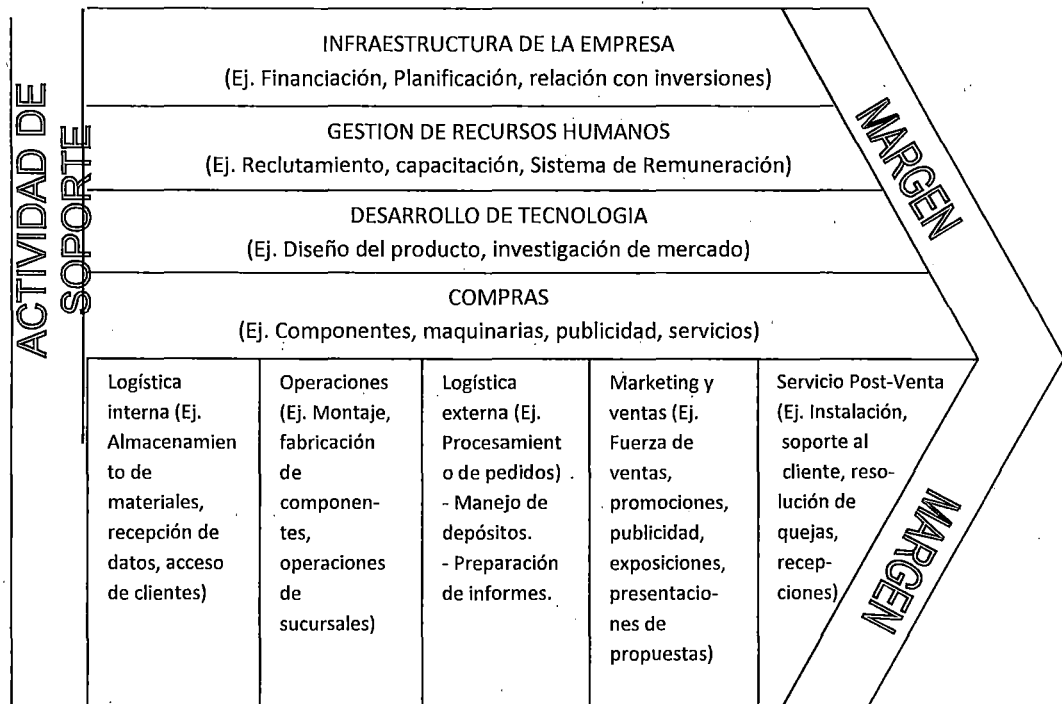 ACTIVIDAD DE
SOPORTE
INFRAESTRUCTURA DE LA EMPRESA
(Ej. Financiación, Planificación, relación con inversiones)
GESTION DE RECURSOS HUMANOS
(Ej. Reclutamiento, capacitación, Sistema de Remuneración)
DESARROLLO DE TECNOLOGIA
(Ej. Diseño del producto, investigación de mercado)
COMPRAS
(Ej. Componentes, maquinarias, publicidad, servicios)
MARGEN
Logística
interna (Ej.
Almacenamien
to de
materiales,
recepción de
datos, acceso
de clientes)
Operaciones
(Ej. Montaje,
fabricación
de
componen-
tes,
operaciones
de
sucursales)
Logística
externa (Ej.
Procesamient
o de pedidos)
- Manejo de
depósitos.
- Preparación
de informes.
Marketing y
ventas (Ej.
Fuerza de
ventas,
promociones,
publicidad,
exposiciones,
presentacio-
nes de
propuestas)
Servicio Post-Venta
(Ej. Instalación,
soporte al
cliente, reso-
lución de
quejas,
recep-
ciones)
MARGEN